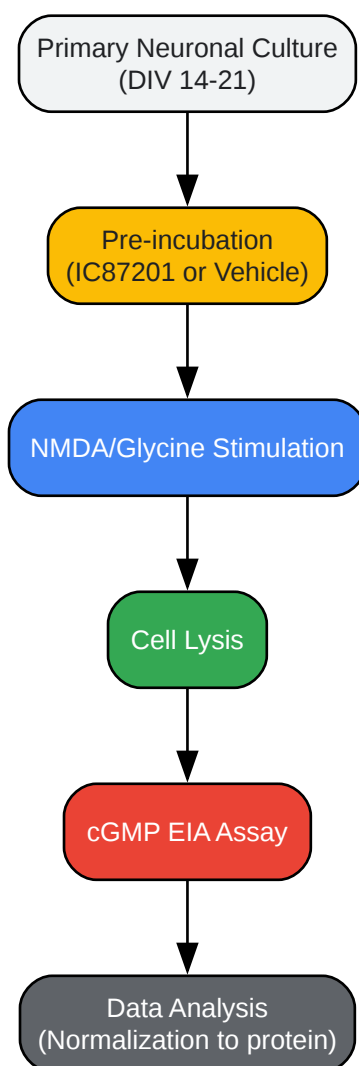 Primary Neuronal Culture
(DIV 14-21)
Pre-incubation
(IC87201 or Vehicle)
NMDA/Glycine Stimulation
Cell Lysis
cGMP EIA Assay
Data Analysis
(Normalization to protein)